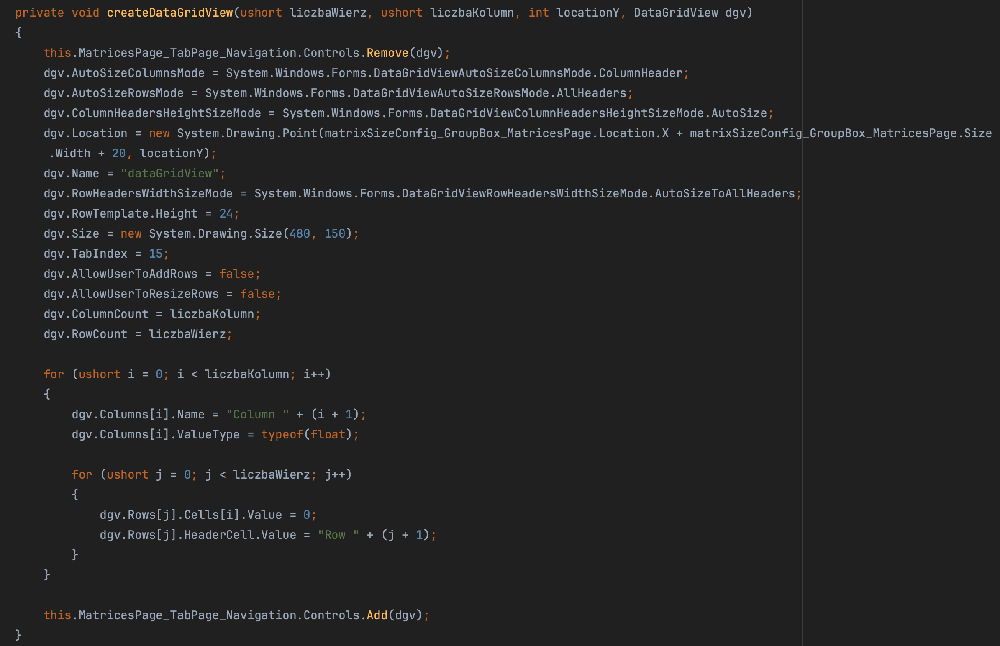 private void createDataGridView(ushort liczbaWierz, ushort liczbaKolumn, int locationY, DataGridView dgv)
{
    this.MatricesPage_TabPage_Navigation.Controls.Remove(dgv);
    dgv.AutoSizeColumnsMode = System.Windows.Forms.DataGridViewAutoSizeColumnsMode.ColumnHeader;
    dgv.AutoSizeRowsMode = System.Windows.Forms.DataGridViewAutoSizeRowsMode.AllHeaders;
    dgv.ColumnHeadersHeightSizeMode = System.Windows.Forms.DataGridViewColumnHeadersHeightSizeMode.AutoSize;
    dgv.Location = new System.Drawing.Point(matrixSizeConfig_GroupBox_MatricesPage.Location.X + matrixSizeConfig_GroupBox_MatricesPage.Size
    .Width + 20, locationY);
    dgv.Name = "dataGridView";
    dgv.RowHeadersWidthSizeMode = System.Windows.Forms.DataGridViewRowHeadersWidthSizeMode.AutoSizeToAllHeaders;
    dgv.RowTemplate.Height = 24;
    dgv.Size = new System.Drawing.Size(480, 150);
    dgv.TabIndex = 15;
    dgv.AllowUserToAddRows = false;
    dgv.AllowUserToResizeRows = false;
    dgv.ColumnCount = liczbaKolumn;
    dgv.RowCount = liczbaWierz;

    for (ushort i = 0; i < liczbaKolumn; i++)
    {
        dgv.Columns[i].Name = "Column " + (i + 1);
        dgv.Columns[i].ValueType = typeof(float);

        for (ushort j = 0; j < liczbaWierz; j++)
        {
            dgv.Rows[j].Cells[i].Value = 0;
            dgv.Rows[j].HeaderCell.Value = "Row " + (j + 1);
        }
    }

    this.MatricesPage_TabPage_Navigation.Controls.Add(dgv);
}